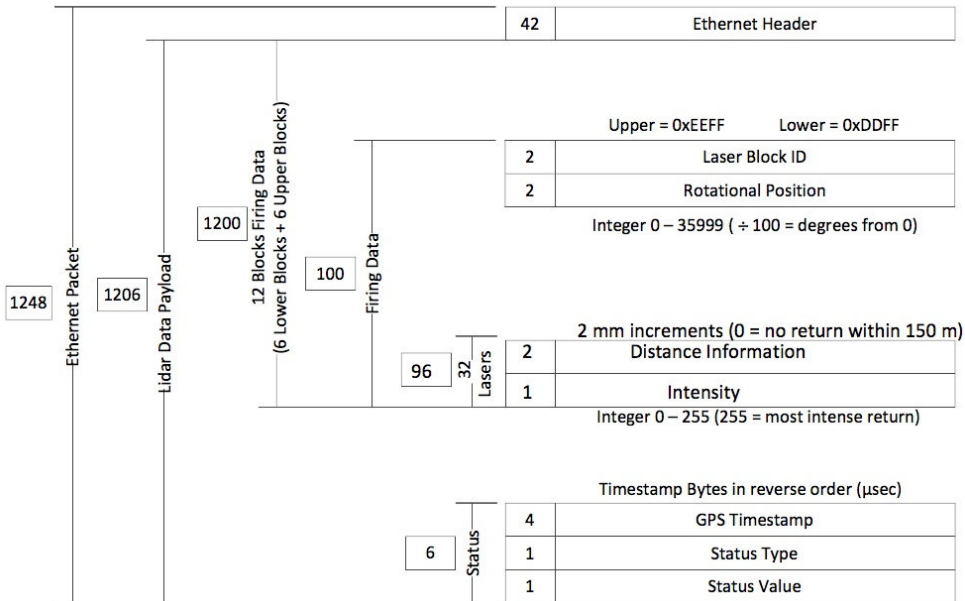 42 Ethernet Header
Upper = 0xEEFF Lower = 0xDDFF
2 Laser Block ID
2 Rotational Position
Integer 0 – 35999 ( ÷ 100 = degrees from 0)
1248
Ethernet Packet
1206
Lidar Data Payload
1200
12 Blocks Firing Data
(6 Lower Blocks + 6 Upper Blocks)
100
Firing Data
2 mm increments (0 = no return within 150 m)
96
32
Lasers
2 Distance Information
1 Intensity
Integer 0 – 255 (255 = most intense return)
Timestamp Bytes in reverse order (µsec)
6
Status
4 GPS Timestamp
1 Status Type
1 Status Value